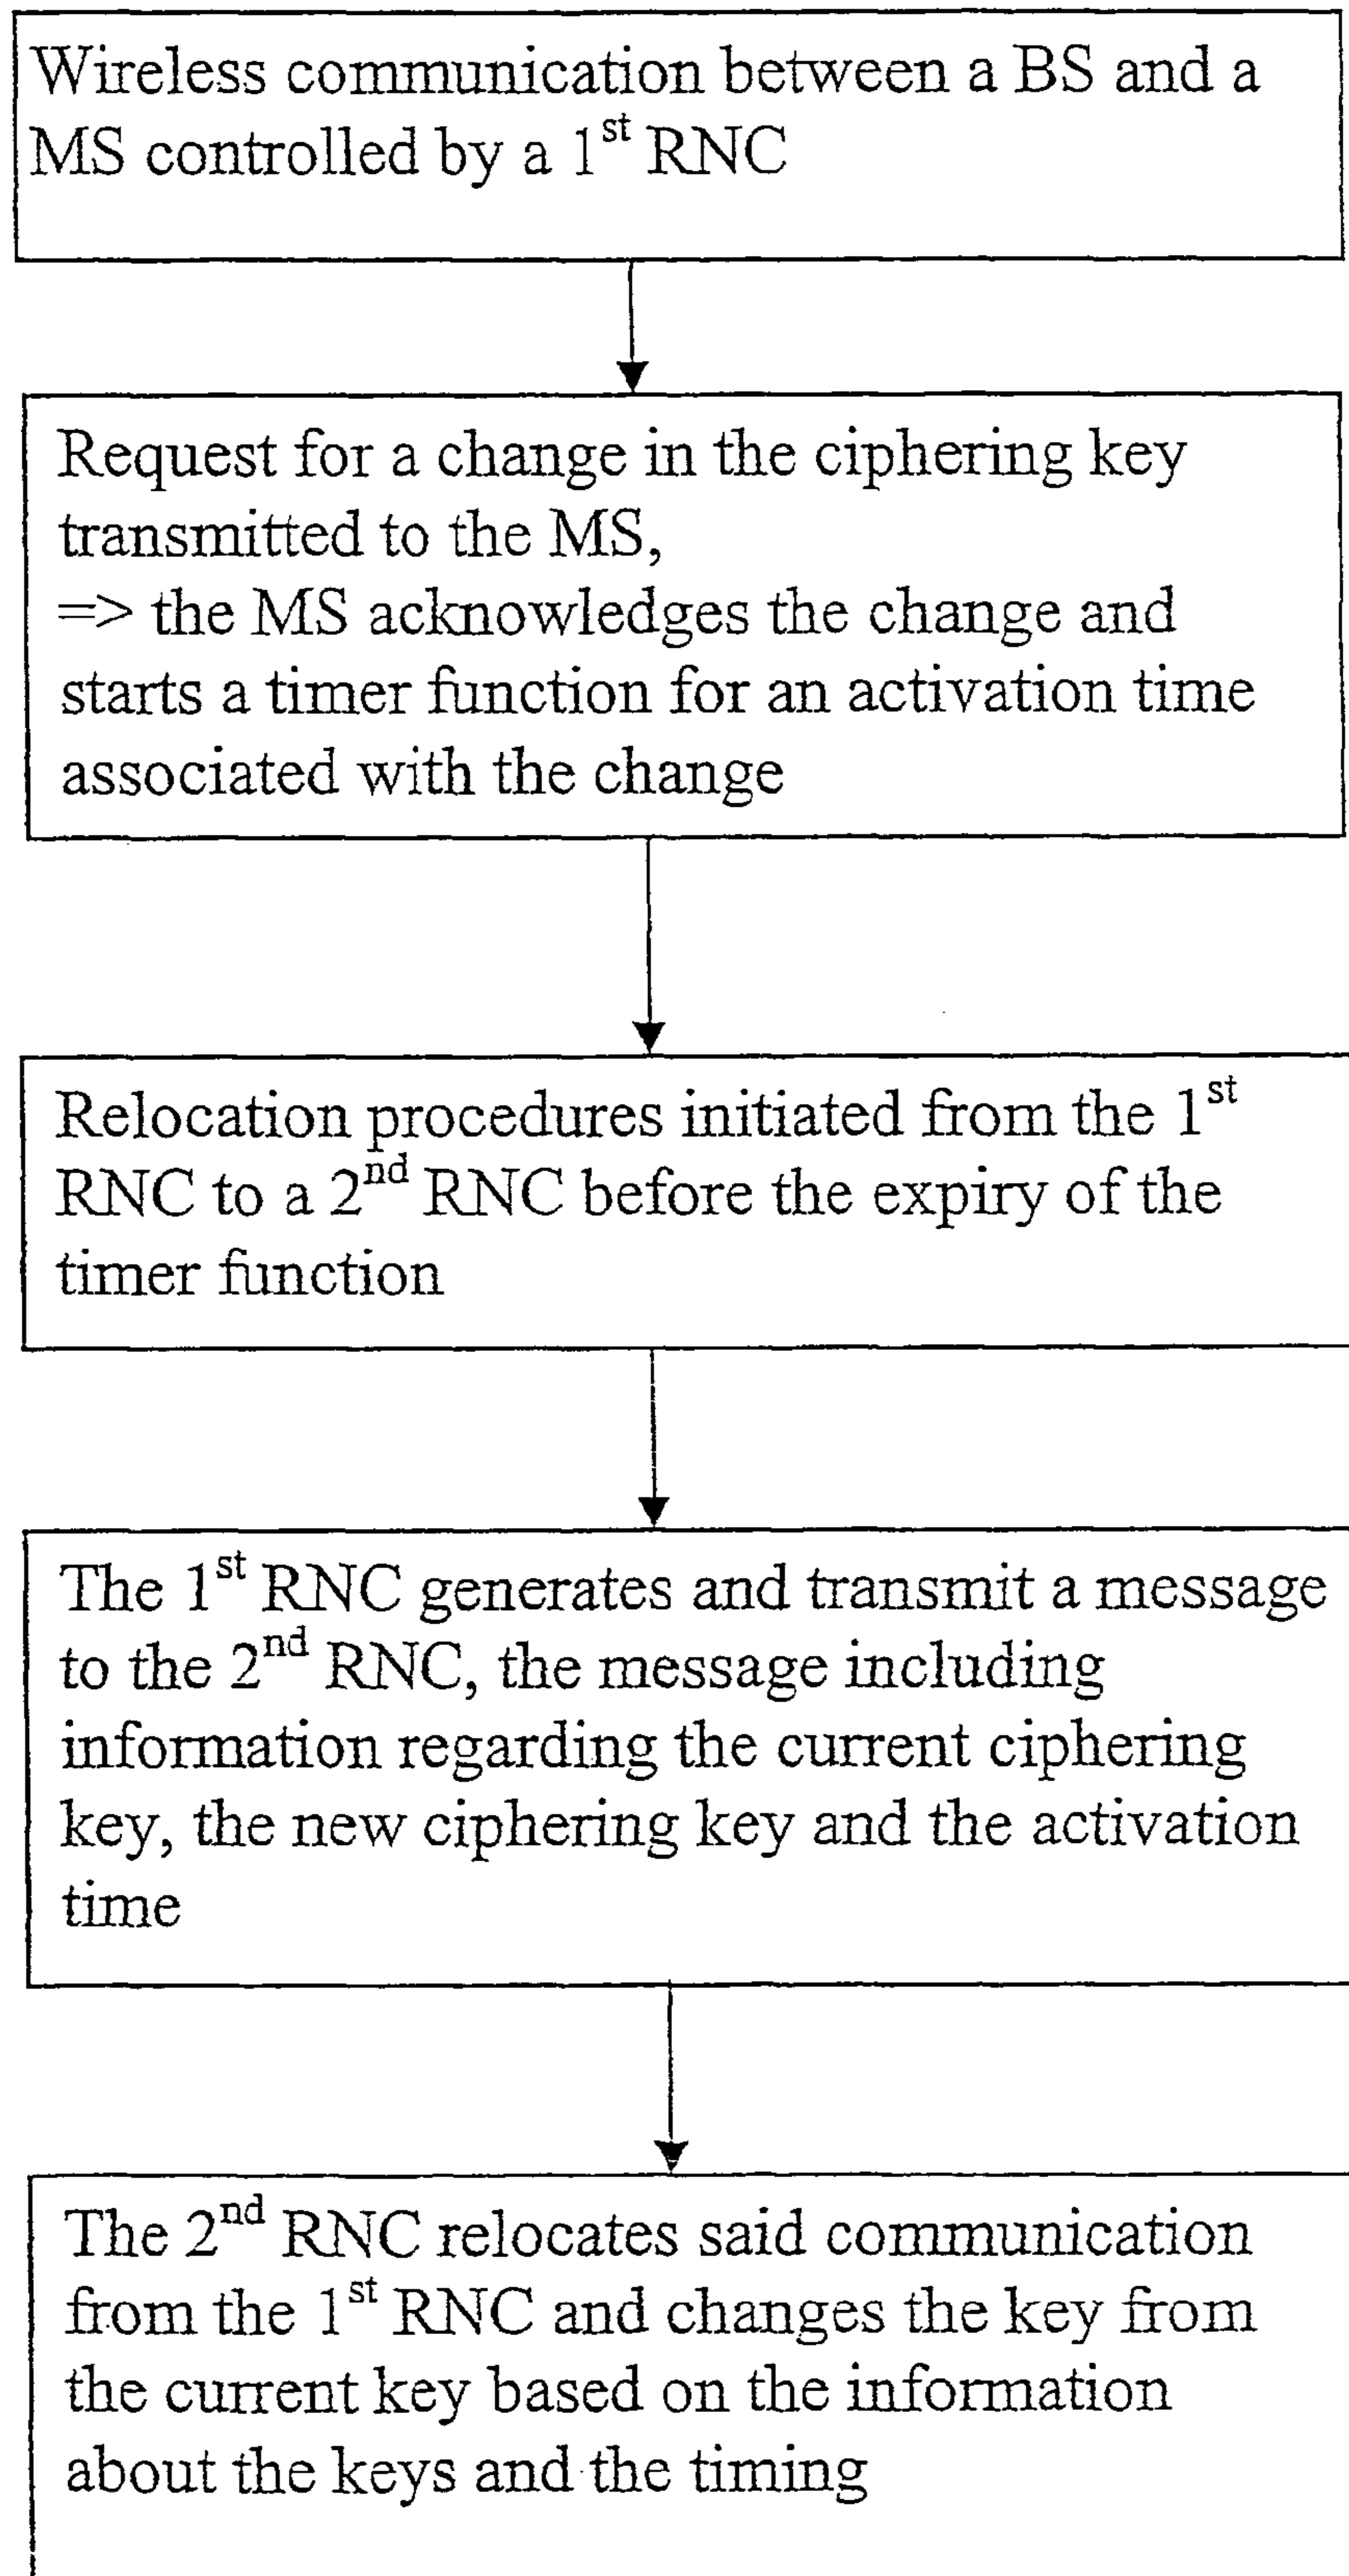 Wireless communication between a BS and a
MS controlled by a 1st RNC
Request for a change in the ciphering key
transmitted to the MS,
=> the MS acknowledges the change and
starts a timer function for an activation time
associated with the change
Relocation procedures initiated from the 1st
RNC to a 2nd RNC before the expiry of the
timer function
The 1st RNC generates and transmit a message
to the 2nd RNC, the message including
information regarding the current ciphering
key, the new ciphering key and the activation
time
The 2nd RNC relocates said communication
from the 1st RNC and changes the key from
the current key based on the information
about the keys and the timing